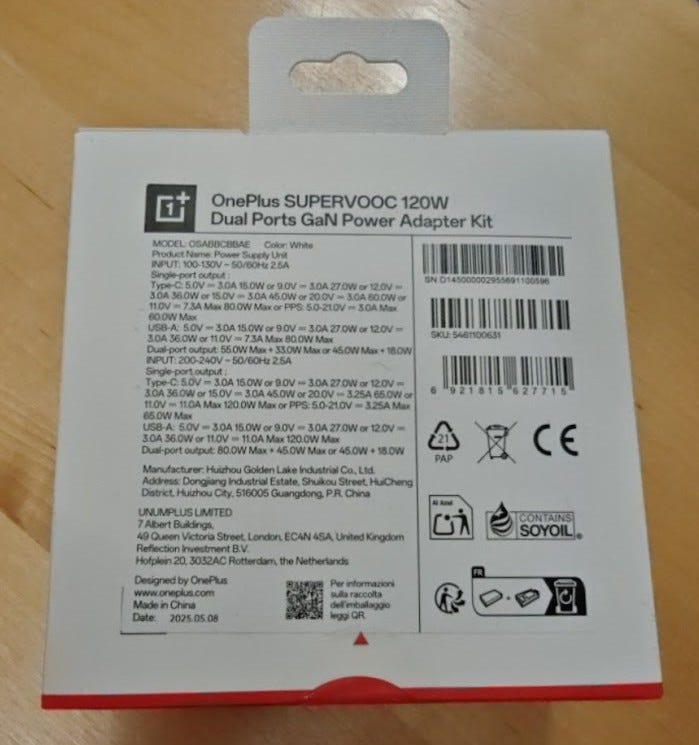 OnePlus SUPERVOOC 120W
Dual Ports GaN Power Adapter Kit
MODEL: OSABBCBBAE Color: White
Product Name: Power Supply Unit
INPUT: 100-130V ~ 50/60Hz 2.5A
Single-port output :
Type-C: 5.0V ⎓ 3.0A 15.0W or 9.0V ⎓ 3.0A 27.0W or 12.0V ⎓
3.0A 36.0W or 15.0V ⎓ 3.0A 45.0W or 20.0V ⎓ 3.0A 60.0W or
11.0V ⎓ 7.3A Max 80.0W Max or PPS: 5.0-21.0V ⎓ 3.0A Max
60.0W Max
USB-A: 5.0V ⎓ 3.0A 15.0W or 9.0V ⎓ 3.0A 27.0W or 12.0V ⎓
3.0A 36.0W or 11.0V ⎓ 7.3A Max 80.0W Max
Dual-port output: 55.0W Max + 33.0W Max or 45.0W Max + 18.0W
INPUT: 200-240V ~ 50/60Hz 2.5A
Single-port output :
Type-C: 5.0V ⎓ 3.0A 15.0W or 9.0V ⎓ 3.0A 27.0W or 12.0V ⎓
3.0A 36.0W or 15.0V ⎓ 3.0A 45.0W or 20.0V ⎓ 3.25A 65.0W or
11.0V ⎓ 11.0A Max 120.0W Max or PPS: 5.0-21.0V ⎓ 3.25A Max
65.0W Max
USB-A: 5.0V ⎓ 3.0A 15.0W or 9.0V ⎓ 3.0A 27.0W or 12.0V ⎓
3.0A 36.0W or 11.0V ⎓ 11.0A Max 120.0W Max
Dual-port output: 80.0W Max + 45.0W Max or 45.0W + 18.0W
Manufacturer: Huizhou Golden Lake Industrial Co., Ltd.
Address: Dongjiang Industrial Estate, Shuikou Street, HuiCheng
District, Huizhou City, 516005 Guangdong, P.R. China
UNUMPLUS LIMITED
7 Albert Buildings,
49 Queen Victoria Street, London, EC4N 4SA, United Kingdom
Reflection Investment B.V.
Hofplein 20, 3032AC Rotterdam, the Netherlands
Designed by OnePlus
www.oneplus.com
Made in China
Date: 2025.05.08
Per informazioni
sulla raccolta
dell'imballaggio
leggi QR.
SN D1450000029556911 00596
SKU: 5461100631
6 921815 627715
21
PAP
CE
Al Assl
CONTAINS
SOYOIL®
FR